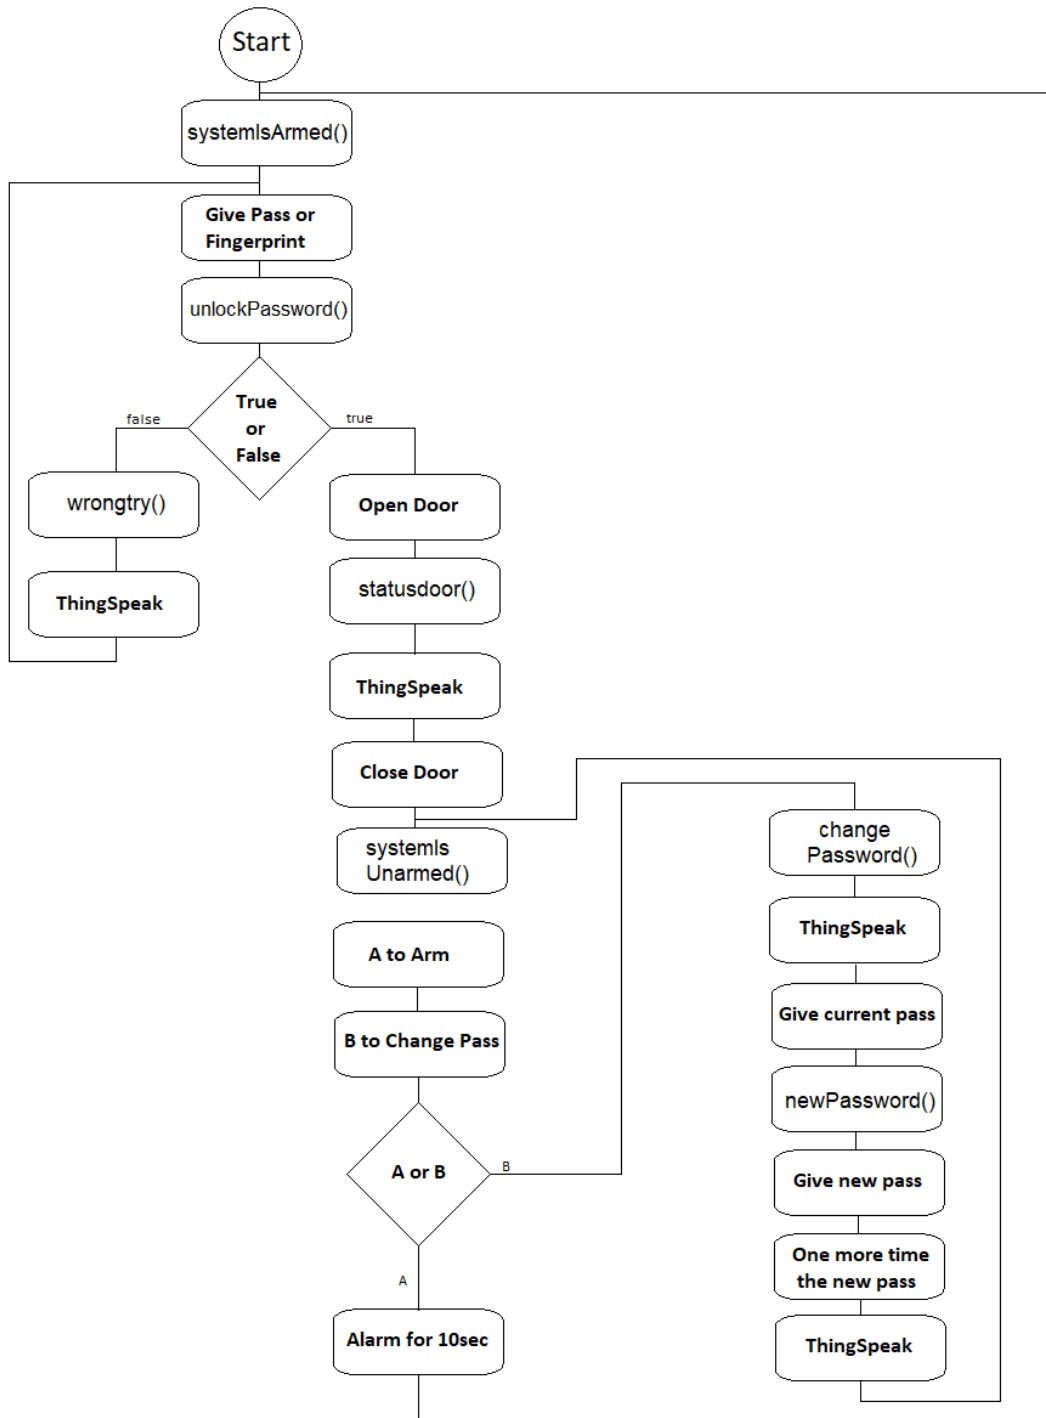 Start
systemIsArmed()
Give Pass or
Fingerprint
unlockPassword()
True
or
False
false
true
wrongtry()
ThingSpeak
Open Door
statusdoor()
ThingSpeak
Close Door
systemIs
Unarmed()
A to Arm
B to Change Pass
A or B
B
A
Alarm for 10sec
change
Password()
ThingSpeak
Give current pass
newPassword()
Give new pass
One more time
the new pass
ThingSpeak